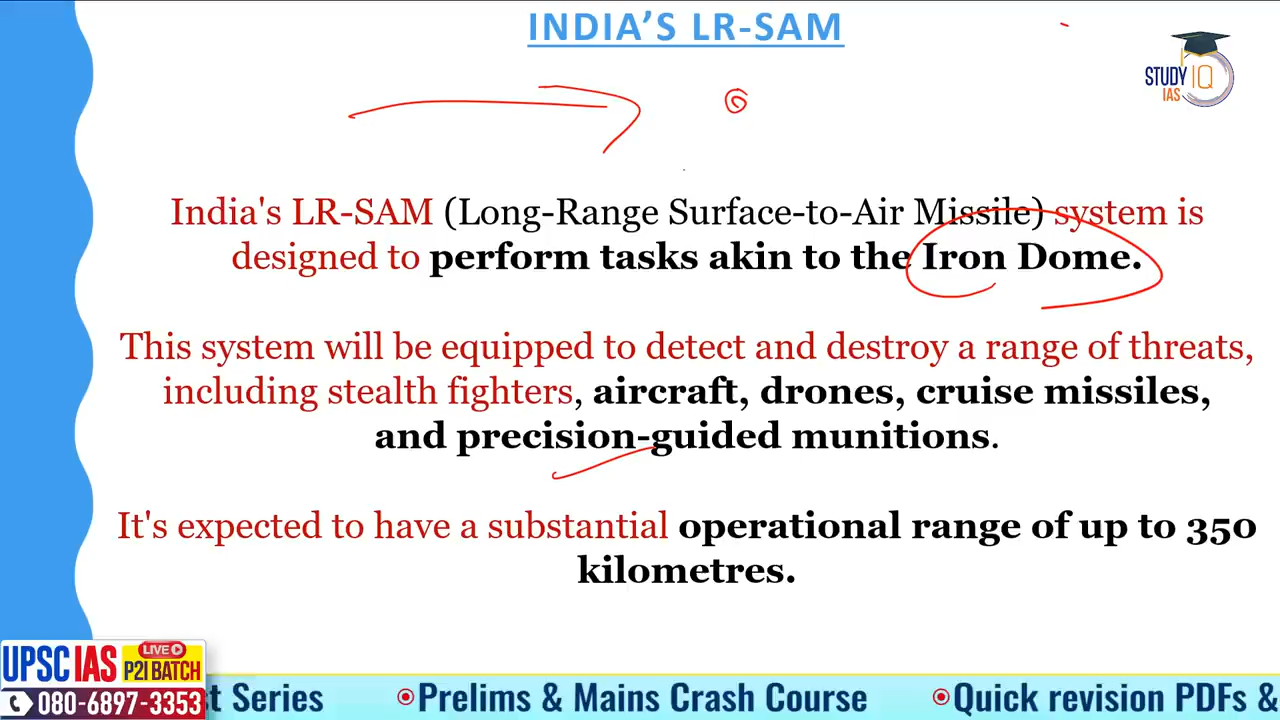 INDIA'S LR-SAM
STUDY IQ
IAS
India's LR-SAM (Long-Range Surface-to-Air Missile) system is
designed to perform tasks akin to the Iron Dome.
This system will be equipped to detect and destroy a range of threats,
including stealth fighters, aircraft, drones, cruise missiles,
and precision-guided munitions.
It's expected to have a substantial operational range of up to 350
kilometres.
UPSC IAS LIVE P2I BATCH
080-6897-3353
st Series Prelims & Mains Crash Course Quick revision PDFs &